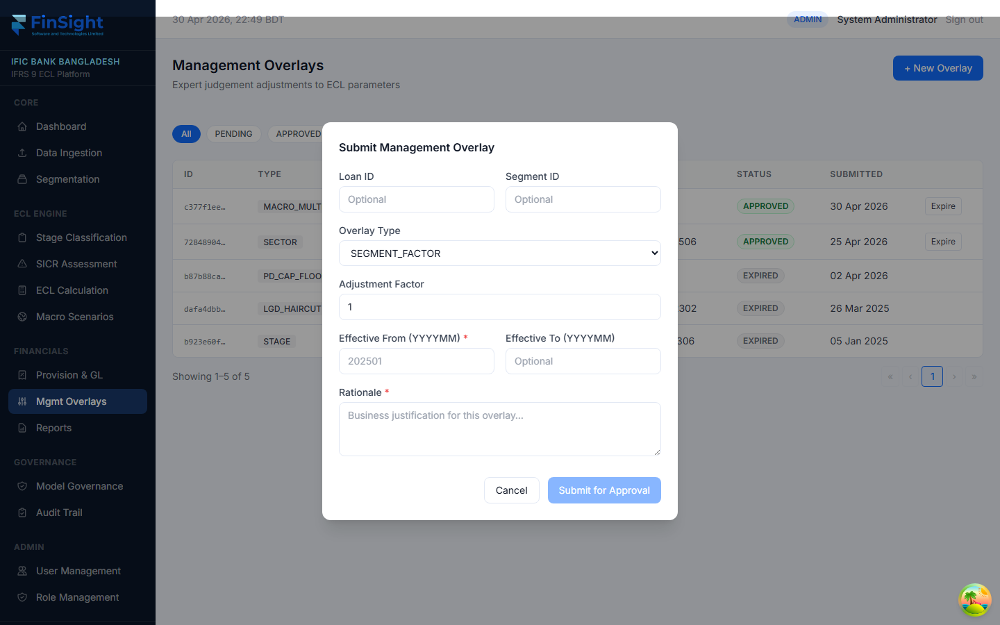 FinSight
Software and Technologies Limited
IFIC BANK BANGLADESH
IFRS 9 ECL Platform
CORE
Dashboard
Data Ingestion
Segmentation
ECL ENGINE
Stage Classification
SICR Assessment
ECL Calculation
Macro Scenarios
FINANCIALS
Provision & GL
Mgmt Overlays
Reports
GOVERNANCE
Model Governance
Audit Trail
ADMIN
User Management
Role Management
30 Apr 2026, 22:49 BDT
ADMIN System Administrator Sign out
Management Overlays
Expert judgement adjustments to ECL parameters
+ New Overlay
All PENDING APPROVED
ID TYPE STATUS SUBMITTED
c377f1ee… MACRO_MULT APPROVED 30 Apr 2026 Expire
72848904… SECTOR 506 APPROVED 25 Apr 2026 Expire
b87b88ca… PD_CAP_FLOO EXPIRED 02 Apr 2026
dafa4dbb… LGD_HAIRCUT 302 EXPIRED 26 Mar 2025
b923e60f… STAGE 306 EXPIRED 05 Jan 2025
Showing 1–5 of 5
« ‹ 1 › »
Submit Management Overlay
Loan ID Segment ID
Optional Optional
Overlay Type
SEGMENT_FACTOR
Adjustment Factor
1
Effective From (YYYYMM) * Effective To (YYYYMM)
202501 Optional
Rationale *
Business justification for this overlay...
Cancel Submit for Approval